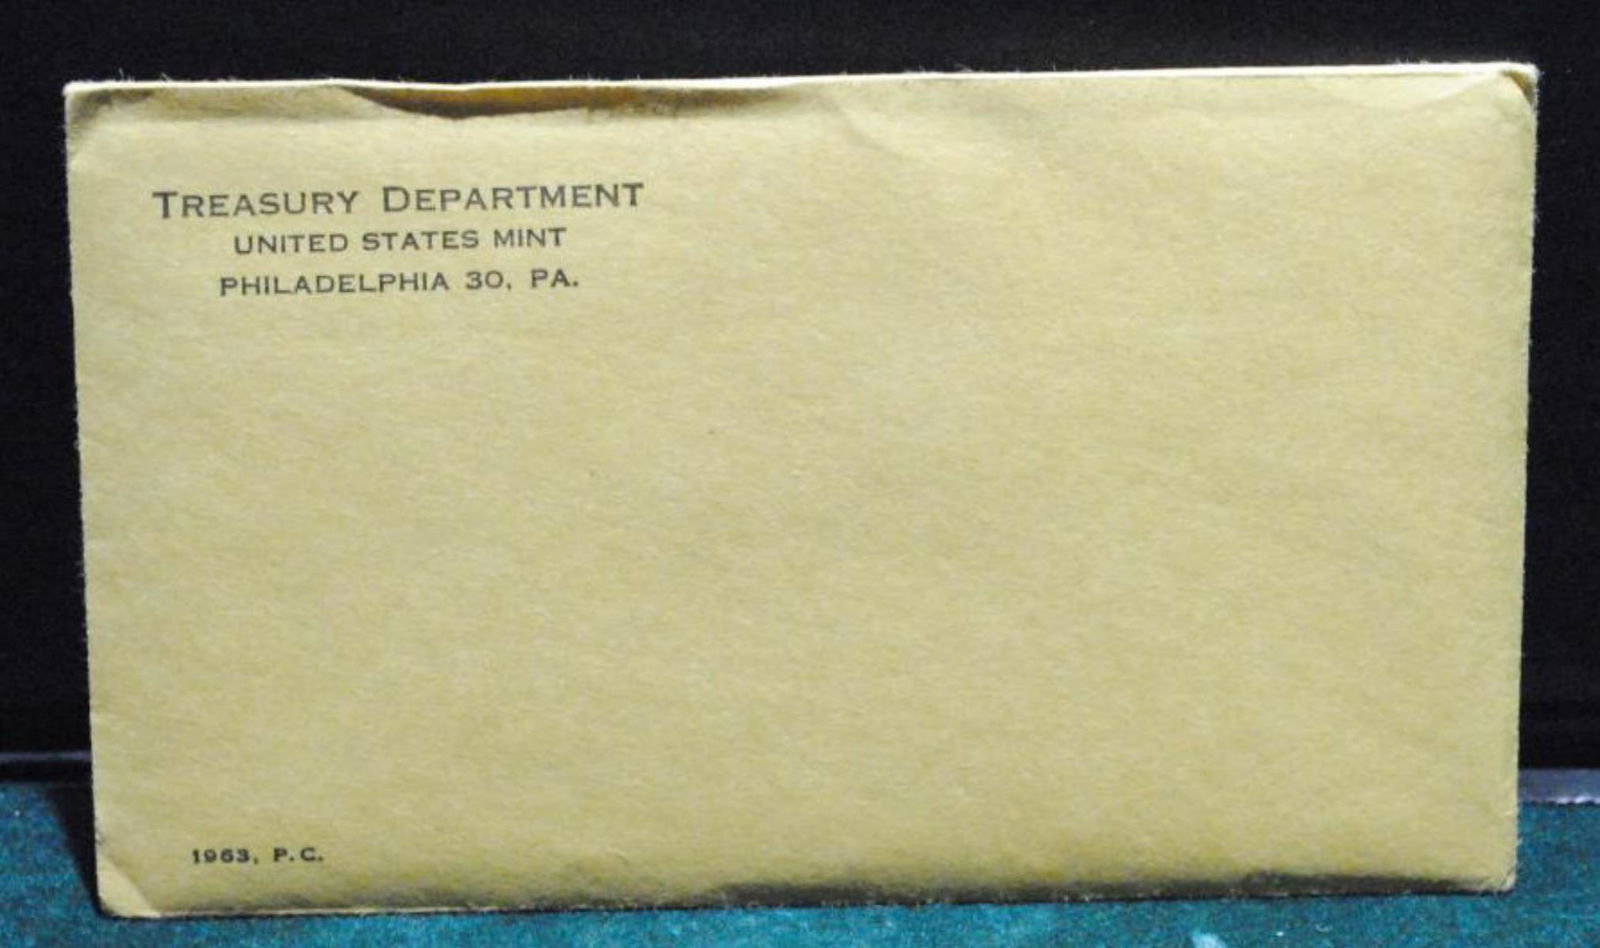 TREASURY DEPARTMENT
UNITED STATES MINT
PHILADELPHIA 30, PA.
1963, P.C.